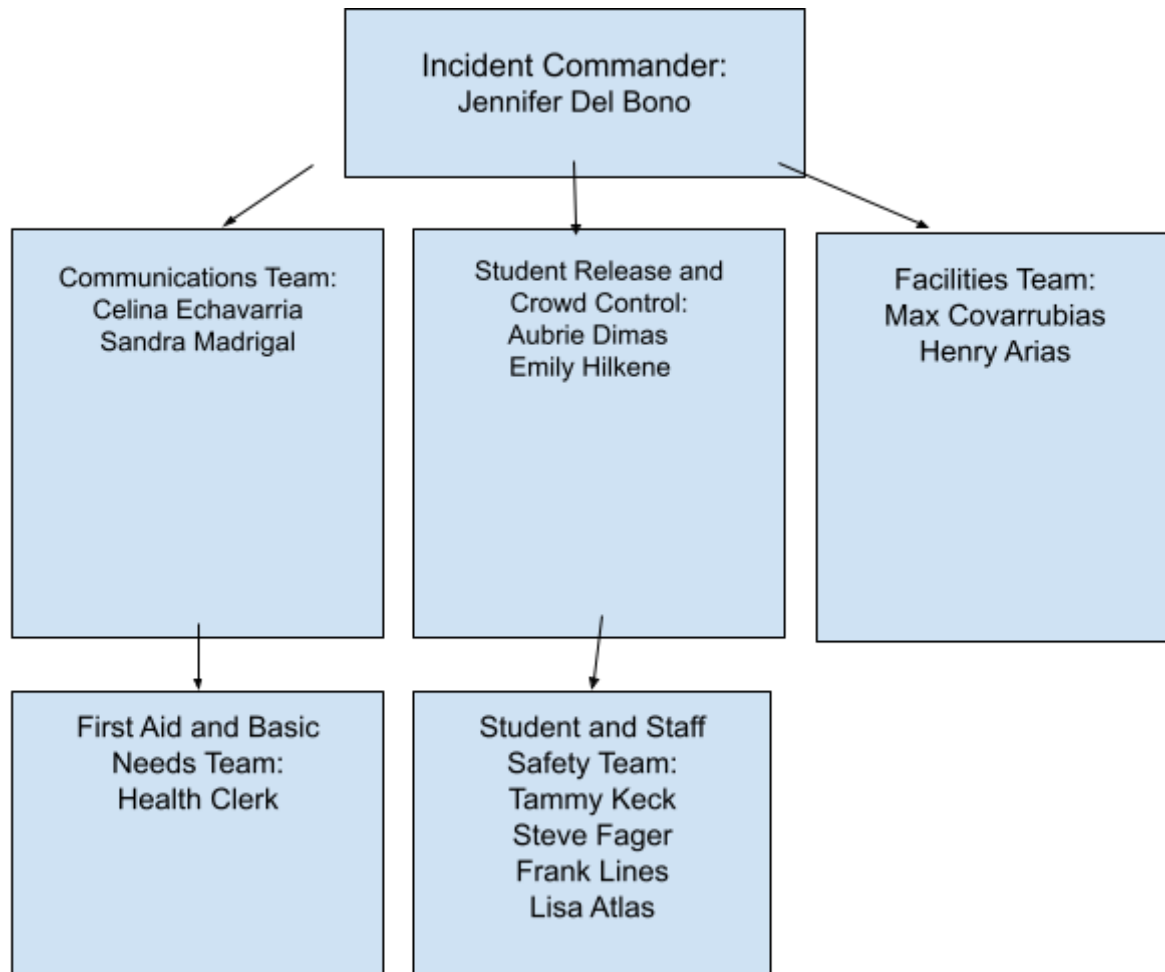 Incident Commander:
Jennifer Del Bono
Communications Team:
Celina Echavarria
Sandra Madrigal
Student Release and
Crowd Control:
Aubrie Dimas
Emily Hilkene
Facilities Team:
Max Covarrubias
Henry Arias
First Aid and Basic
Needs Team:
Health Clerk
Student and Staff
Safety Team:
Tammy Keck
Steve Fager
Frank Lines
Lisa Atlas